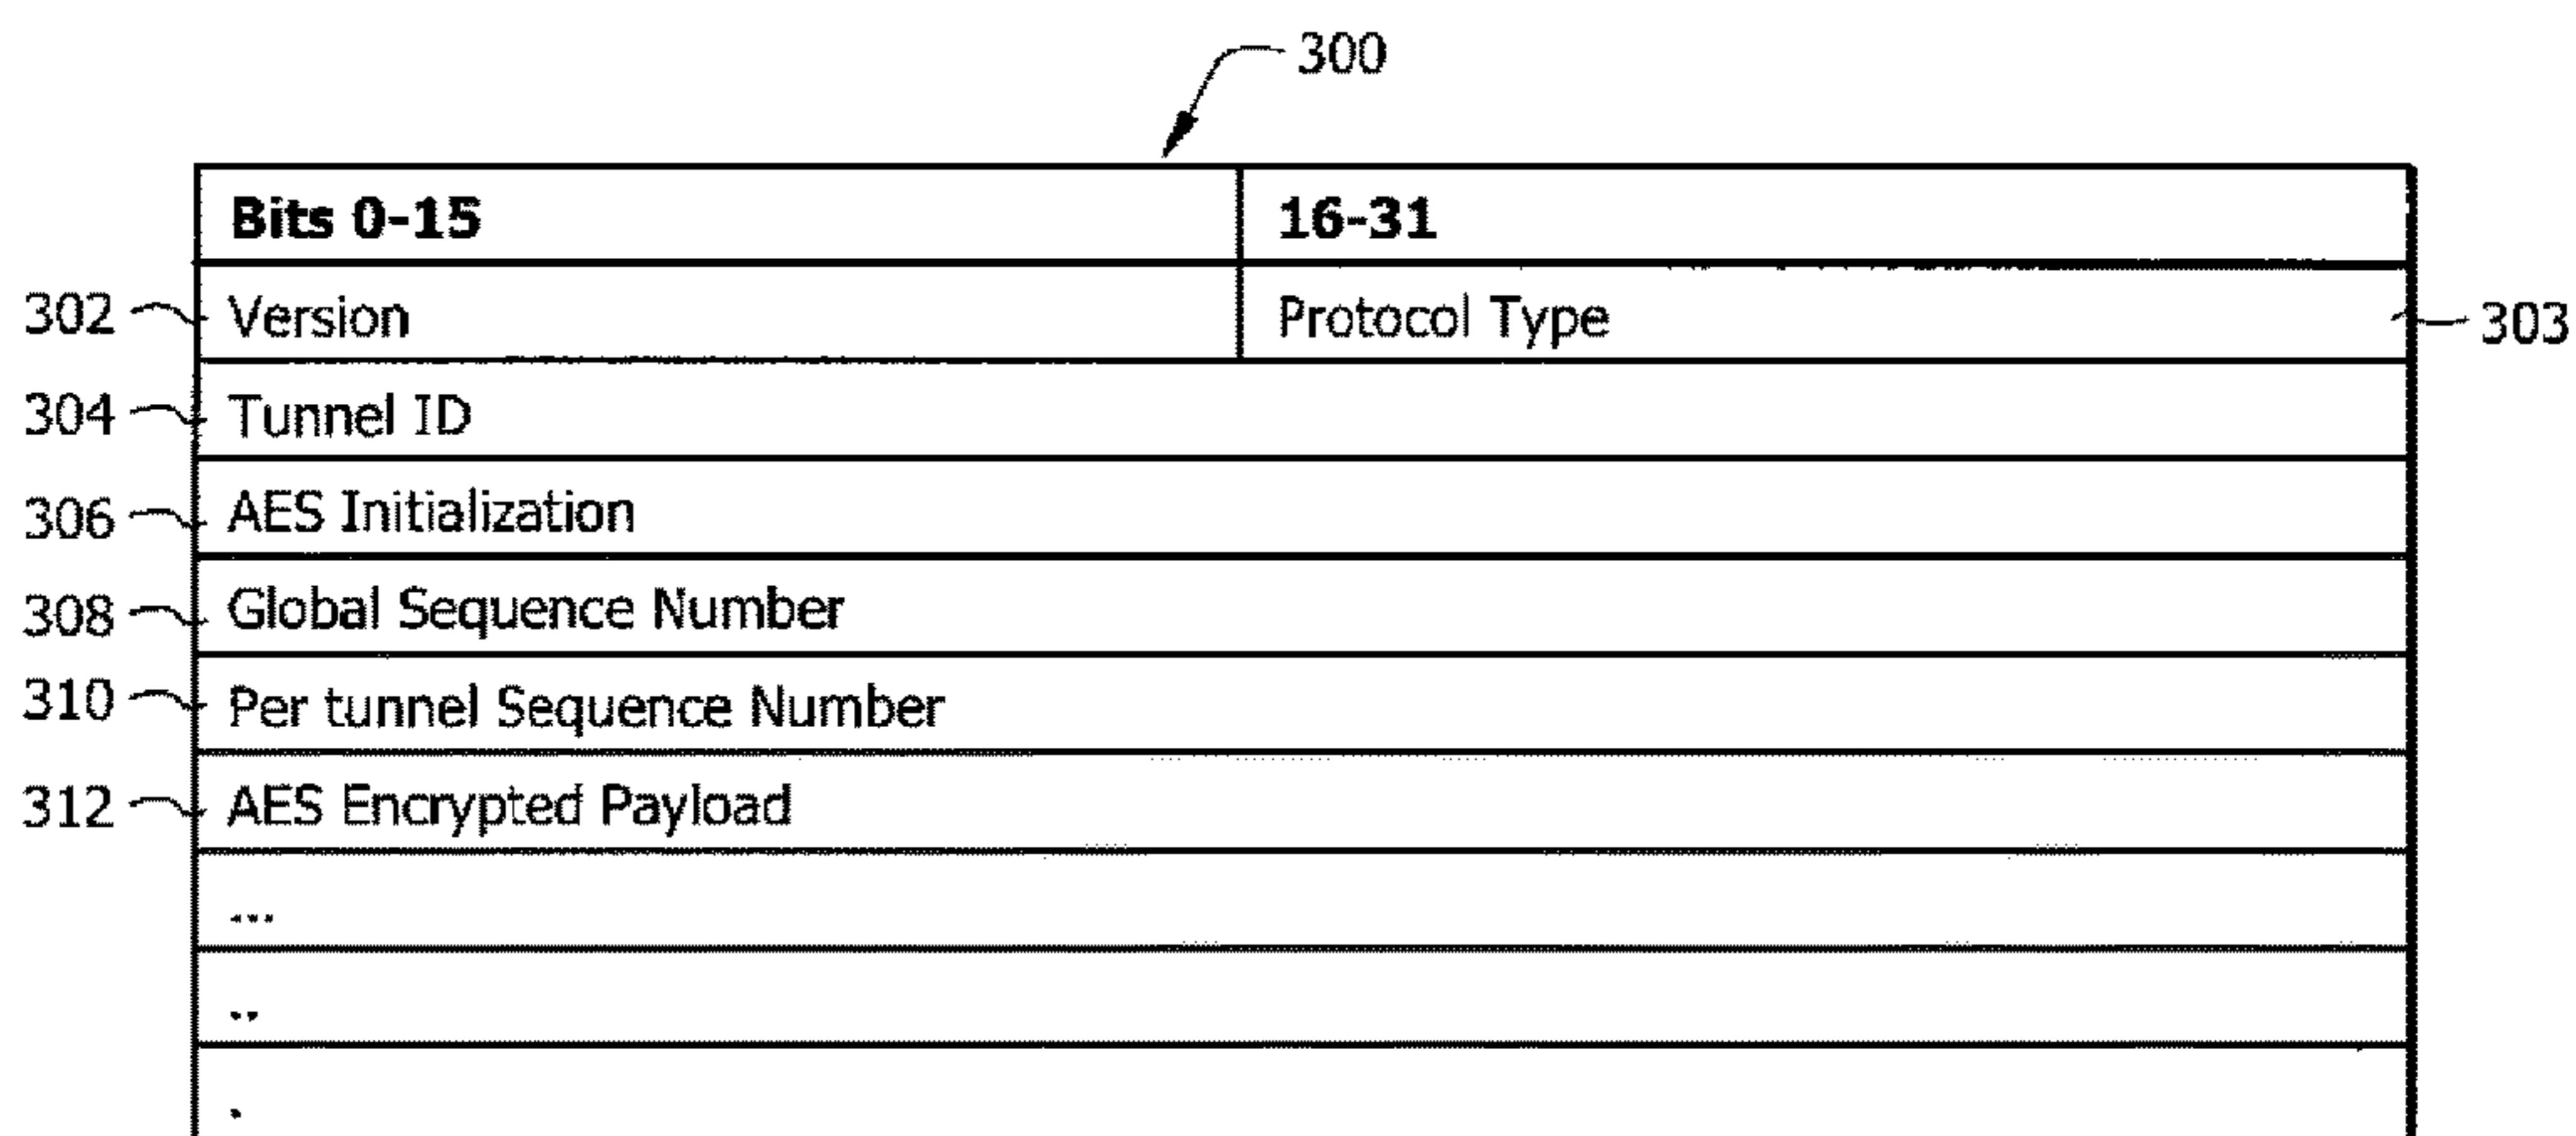 300
Bits 0-15 16-31
302 Version Protocol Type 303
304 Tunnel ID
306 AES Initialization
308 Global Sequence Number
310 Per tunnel Sequence Number
312 AES Encrypted Payload
...
..
.